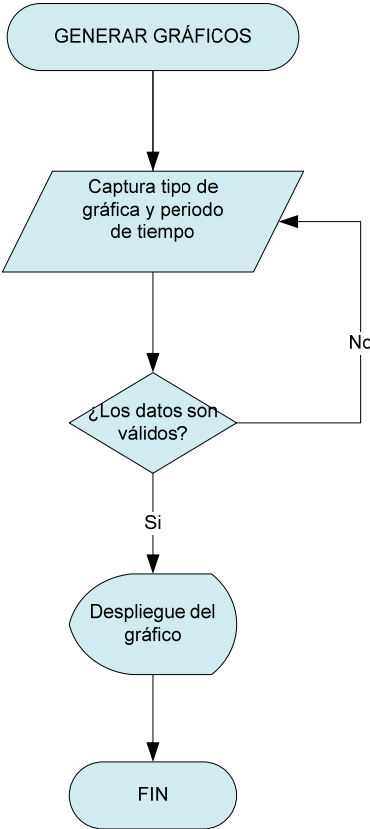 GENERAR GRÁFICOS
Captura tipo de
gráfica y periodo
de tiempo
No
¿Los datos son
válidos?
Si
Despliegue del
gráfico
FIN